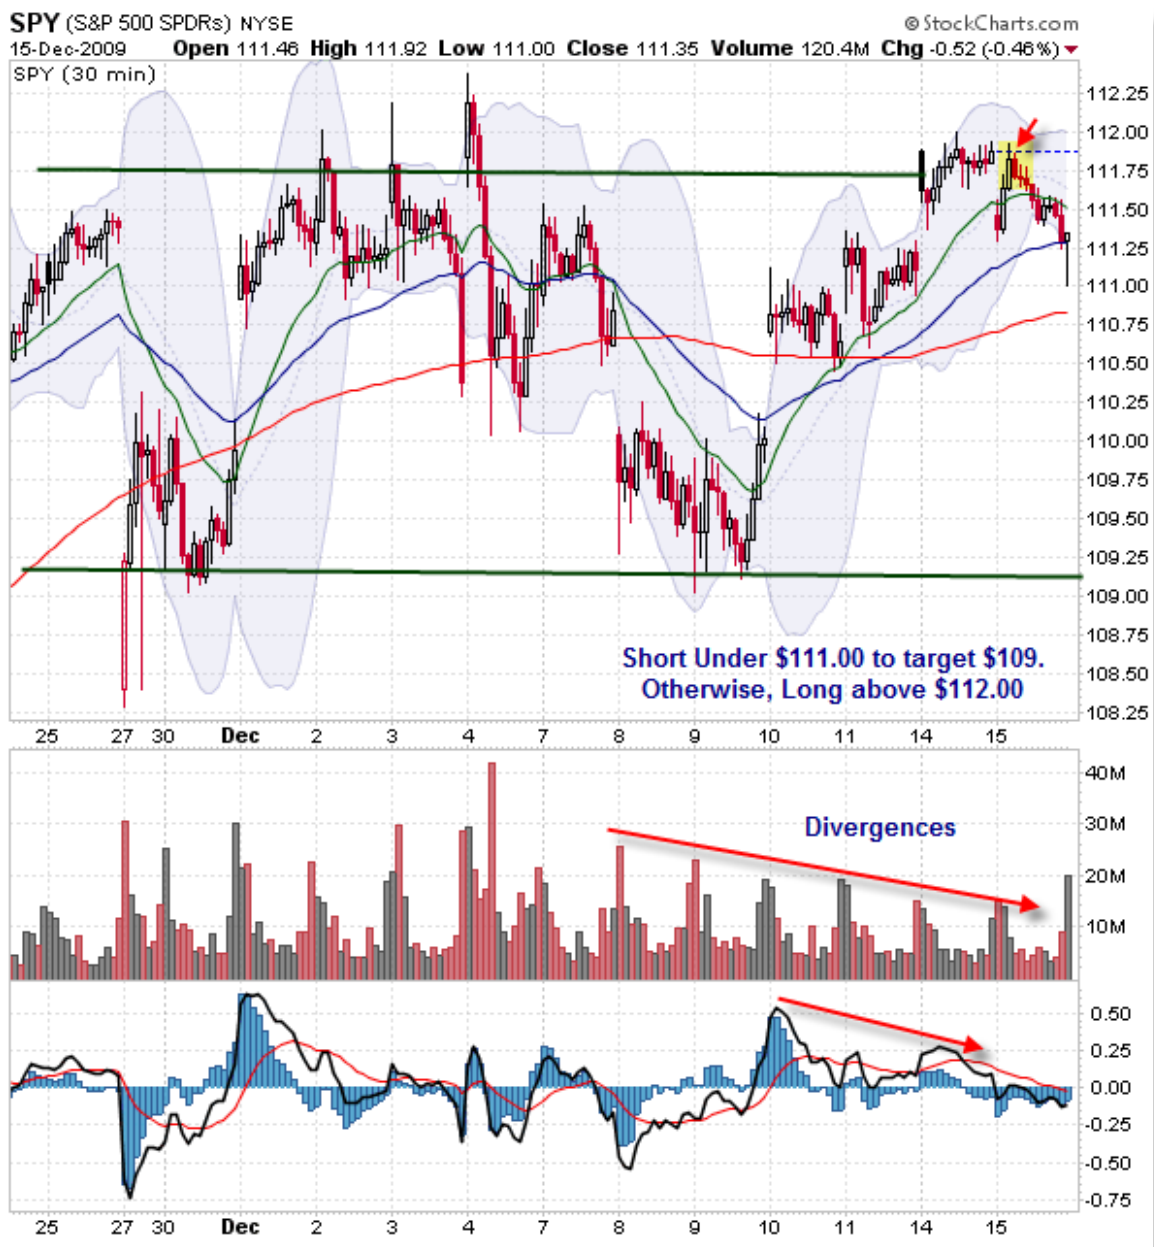 SPY (S&P 500 SPDRs) NYSE
© StockCharts.com
15-Dec-2009 Open 111.46 High 111.92 Low 111.00 Close 111.35 Volume 120.4M Chg -0.52 (-0.46%)
SPY (30 min)
112.25
112.00
111.75
111.50
111.25
111.00
110.75
110.50
110.25
110.00
109.75
109.50
109.25
109.00
108.75
108.50
108.25
Short Under $111.00 to target $109.
Otherwise, Long above $112.00
25 27 30 Dec 2 3 4 7 8 9 10 11 14 15
40M
30M
20M
10M
Divergences
0.50
0.25
0.00
-0.25
-0.50
-0.75
25 27 30 Dec 2 3 4 7 8 9 10 11 14 15